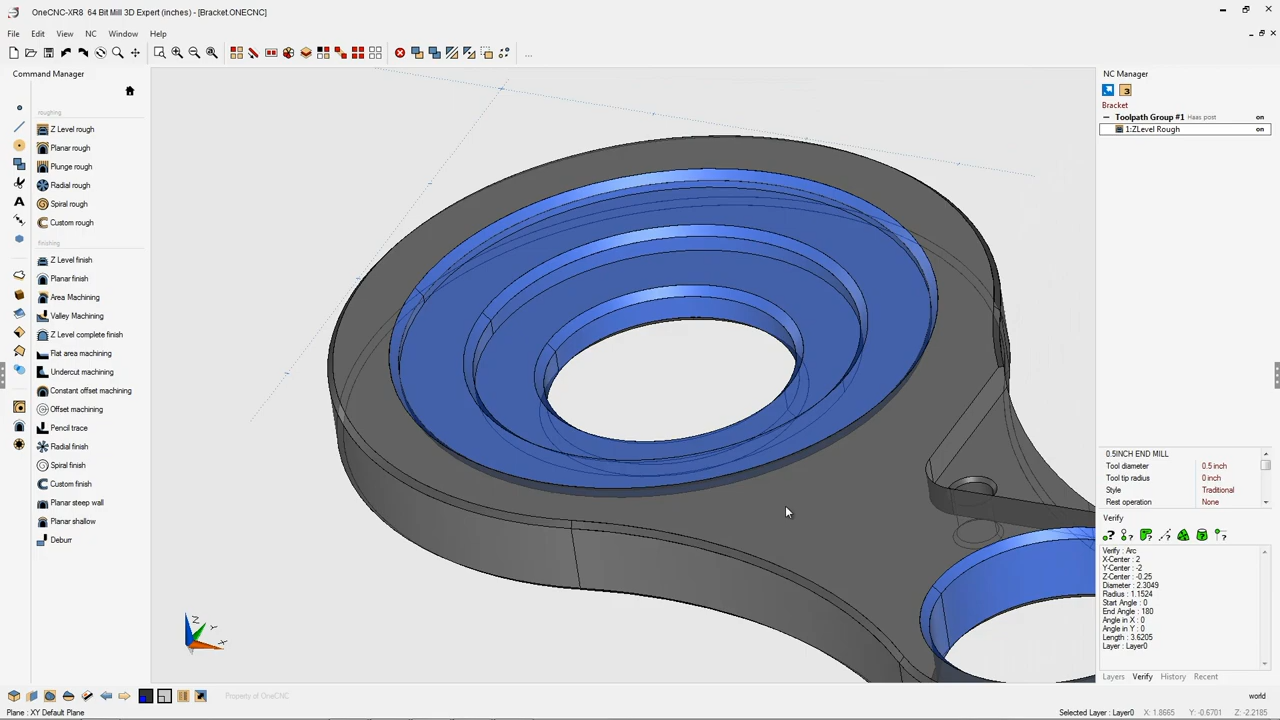 OneCNC-XR8 64 Bit Mill 3D Expert (inches) - [Bracket.ONECNC]
File Edit View NC Window Help
Command Manager
roughing
Z Level rough
Planar rough
Plunge rough
Radial rough
Spiral rough
Custom rough
finishing
Z Level finish
Planar finish
Area Machining
Valley Machining
Z Level complete finish
Flat area machining
Undercut machining
Constant offset machining
Offset machining
Pencil trace
Radial finish
Spiral finish
Custom finish
Planar steep wall
Planar shallow
Deburr
Z
Y
X
NC Manager
3
Bracket
Toolpath Group #1 Haas post on
1:ZLevel Rough on
0.5INCH END MILL
Tool diameter 0.5 inch
Tool tip radius 0 inch
Style Traditional
Rest operation None
Verify
Verify : Arc
X-Center : 2
Y-Center : -2
Z-Center : -0.25
Diameter : 2.3049
Radius : 1.1524
Start Angle : 0
End Angle : 180
Angle in X : 0
Angle in Y : 0
Length : 3.6205
Layer : Layer0
Layers Verify History Recent
Property of OneCNC
world
Plane : XY Default Plane
Selected Layer : Layer0 X: 1.8665 Y: -0.6701 Z: -2.2185